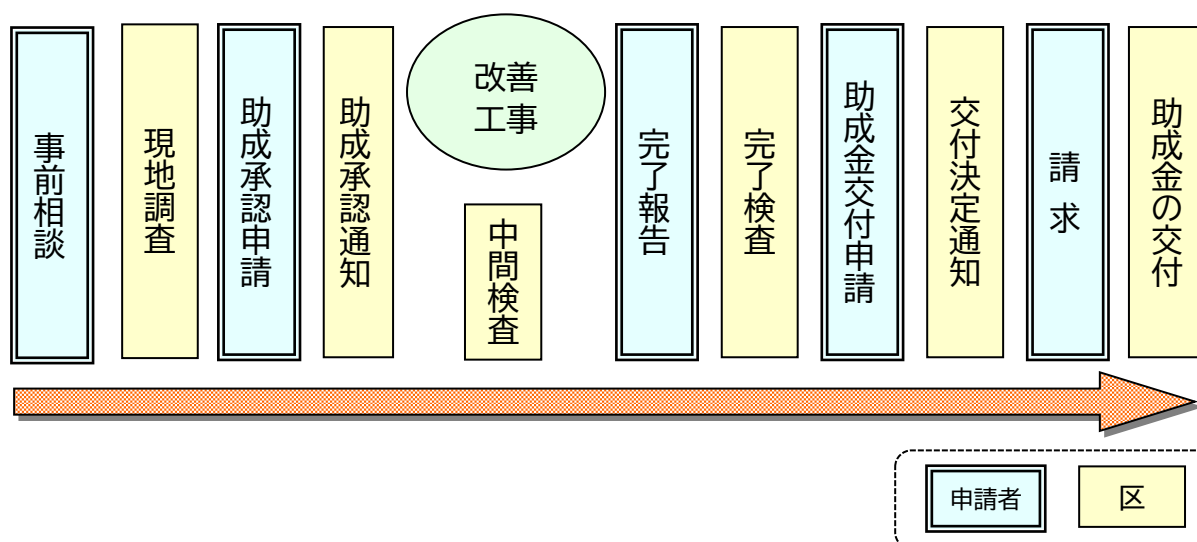 事前相談
現地調査
助成承認申請
助成承認通知
改善
工事
中間検査
完了報告
完了検査
助成金交付申請
交付決定通知
請求
助成金の交付
申請者
区